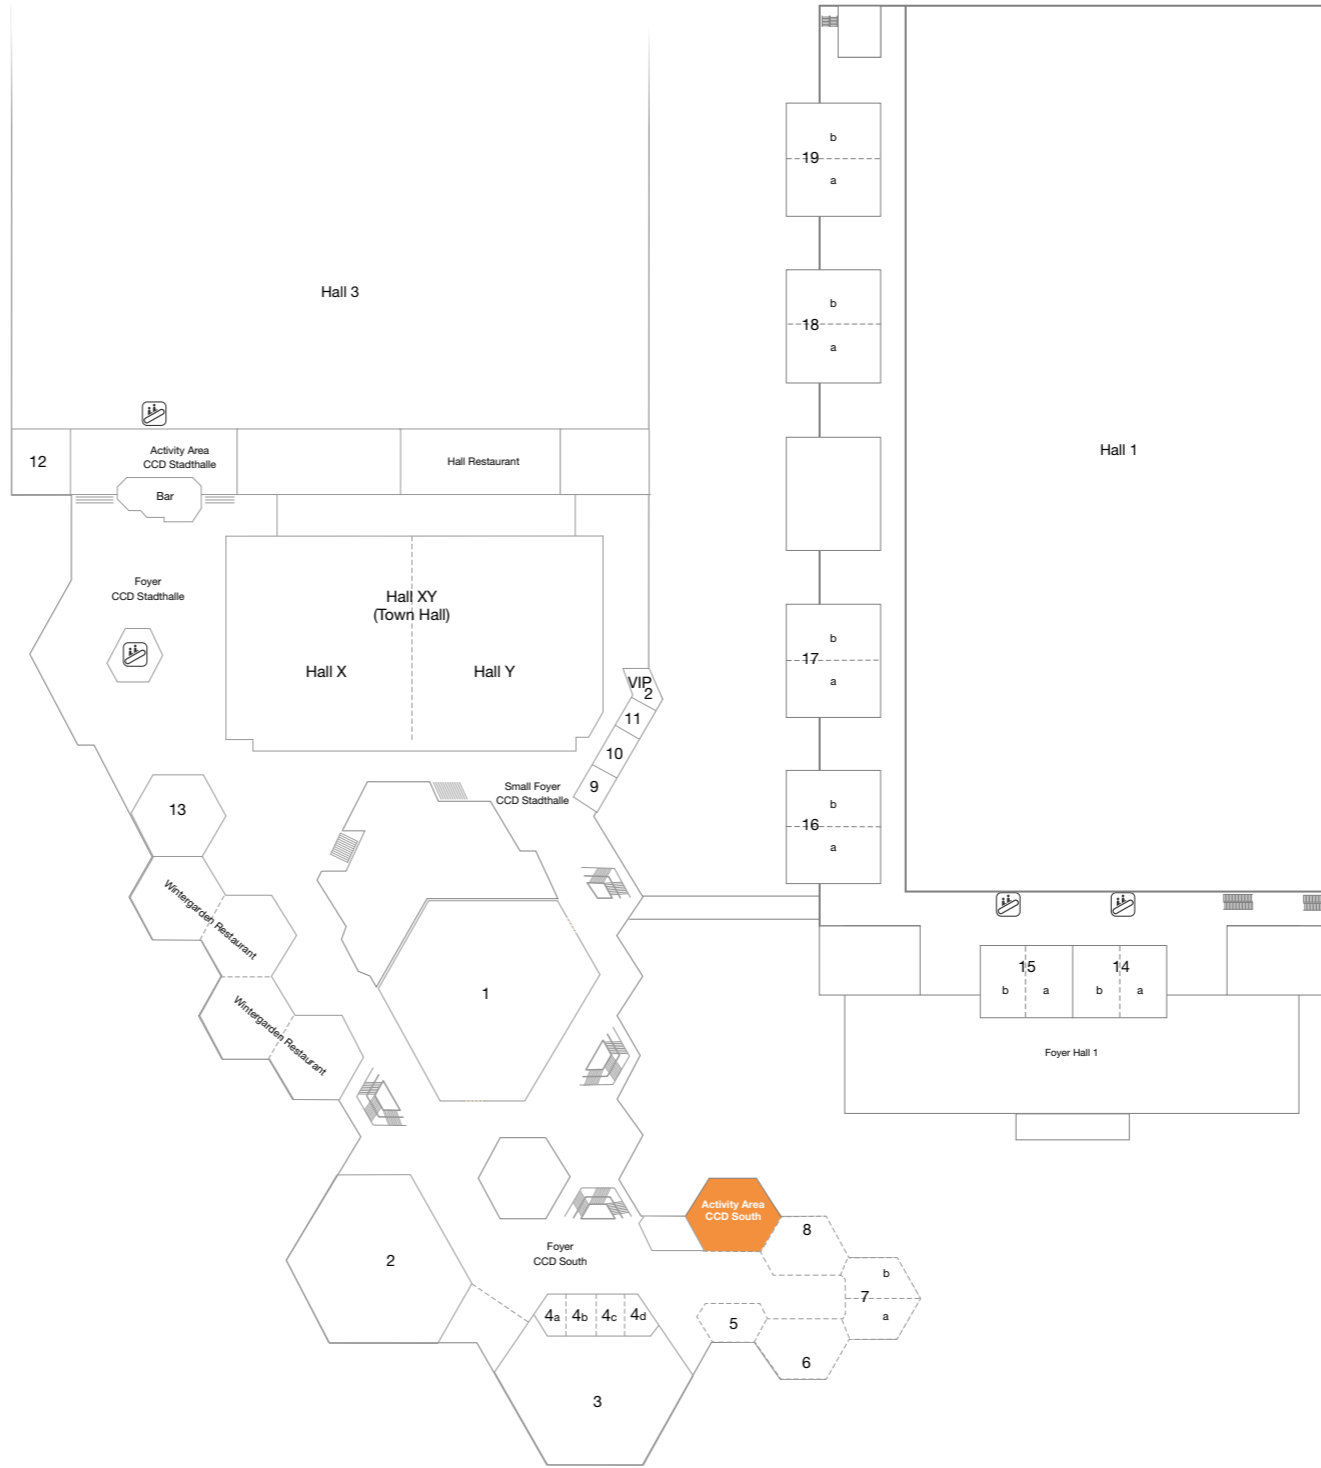 b
19
a
Hall 3
b
18
a
Hall 1
12
Activity Area
CCD Stadthalle
Hall Restaurant
Bar
Foyer
CCD Stadthalle
Hall XY
(Town Hall)
Hall X
Hall Y
b
17
a
VIP
2
11
10
9
Small Foyer
CCD Stadthalle
13
b
16
a
Wintergarden Restaurant
1
15
14
b
a
b
a
Wintergarden Restaurant
Foyer Hall 1
Activity Area
CCD South
8
Foyer
CCD South
2
b
7
a
4a
4b
4c
4d
5
6
3